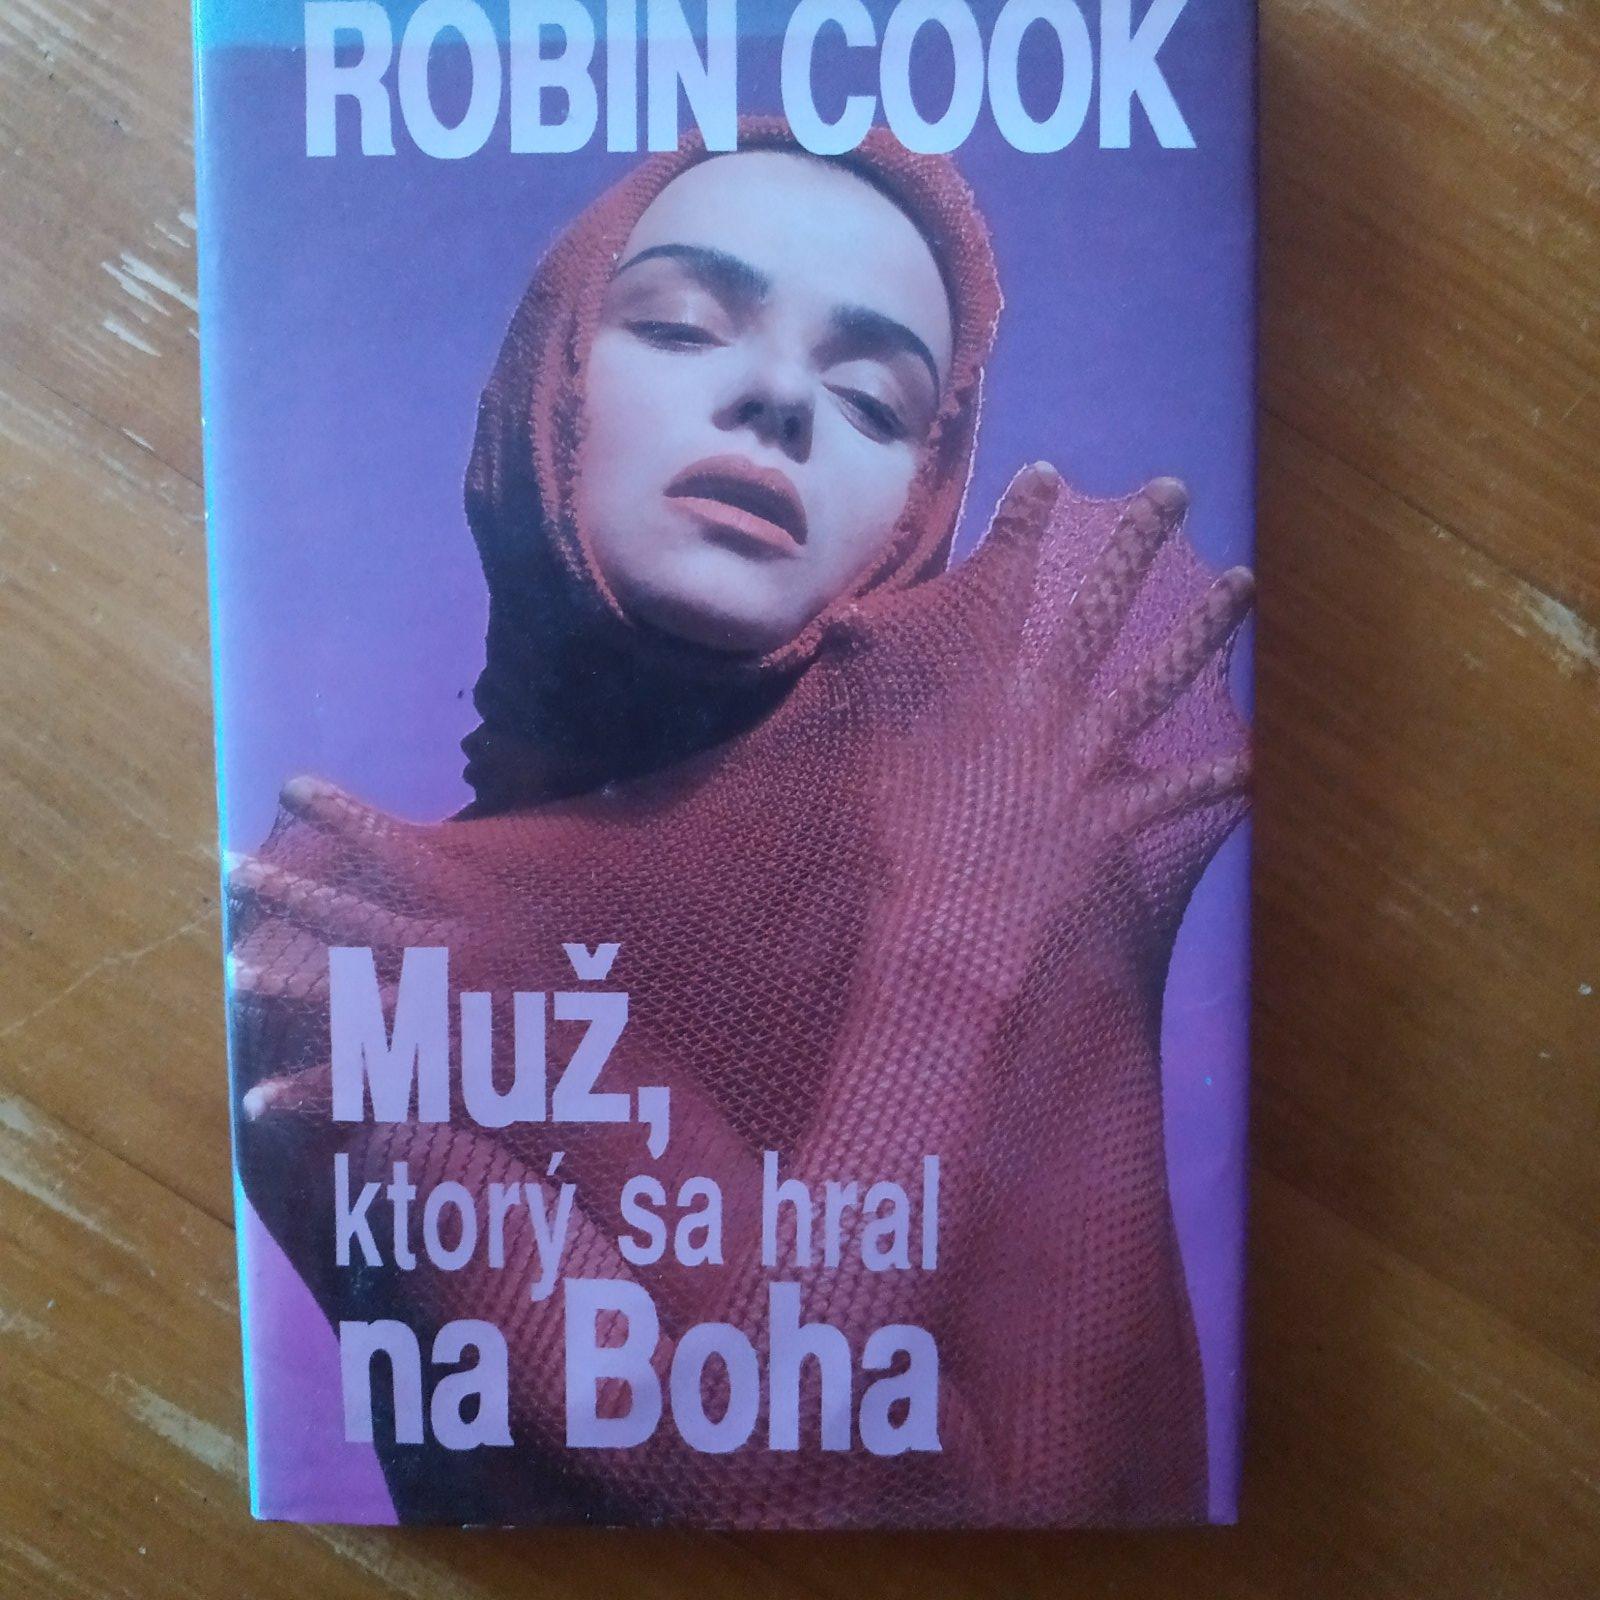 ROBIN COOK
Muž,
ktorý sa hral
na Boha